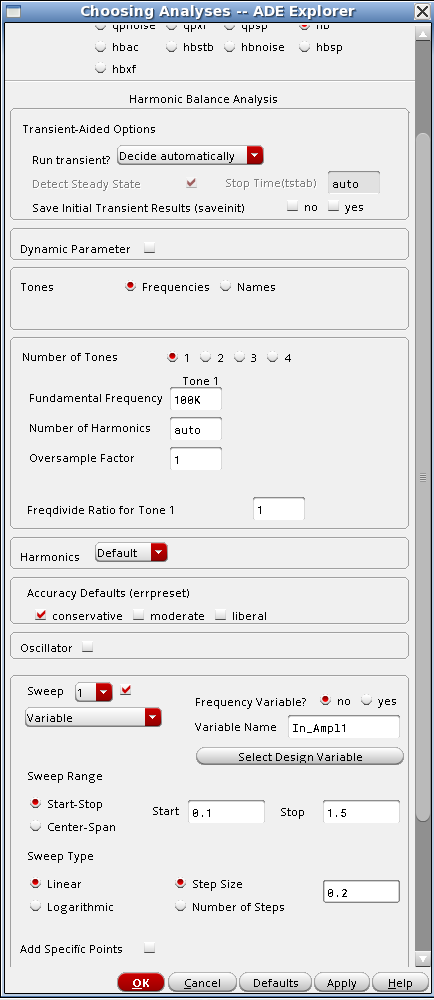 Choosing Analyses -- ADE Explorer
qpnoise qpxf qpsp hb
hbac hbstb hbnoise hbsp
hbxf
Harmonic Balance Analysis
Transient-Aided Options
Run transient? Decide automatically
Detect Steady State Stop Time(tstab) auto
Save Initial Transient Results (saveinit) no yes
Dynamic Parameter
Tones Frequencies Names
Number of Tones 1 2 3 4
Tone 1
Fundamental Frequency 100K
Number of Harmonics auto
Oversample Factor 1
Freqdivide Ratio for Tone 1 1
Harmonics Default
Accuracy Defaults (errpreset)
conservative moderate liberal
Oscillator
Sweep 1
Frequency Variable? no yes
Variable
Variable Name In_Ampl1
Select Design Variable
Sweep Range
Start-Stop Start 0.1 Stop 1.5
Center-Span
Sweep Type
Linear Step Size 0.2
Logarithmic Number of Steps
Add Specific Points
OK Cancel Defaults Apply Help